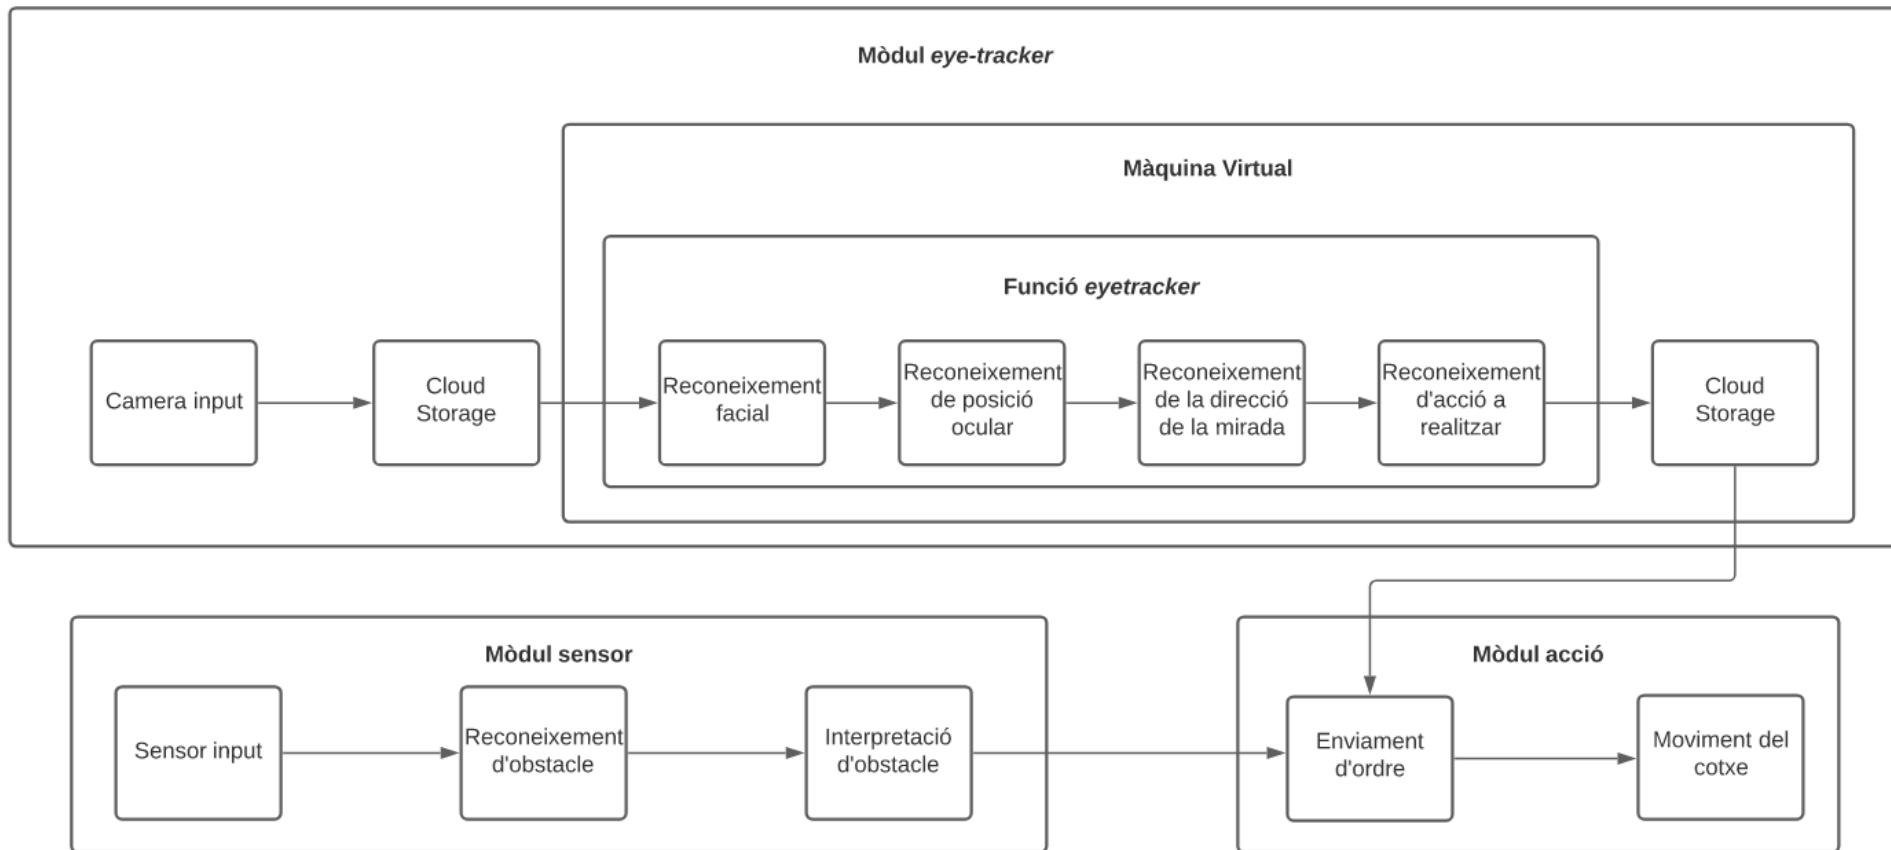 Mòdul eye-tracker
Màquina Virtual
Funció eyetracker
Camera input
Cloud
Storage
Reconeixement
facial
Reconeixement
de posició
ocular
Reconeixement
de la direcció
de la mirada
Reconeixement
d'acció a
realitzar
Cloud
Storage
Mòdul sensor
Sensor input
Reconeixement
d'obstacle
Interpretació
d'obstacle
Mòdul acció
Enviament
d'ordre
Moviment del
cotxe